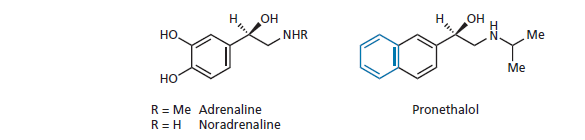 H OH
HO
NHR
HO
R = Me Adrenaline
R = H Noradrenaline
H OH
H
N
Me
Me
Pronethalol